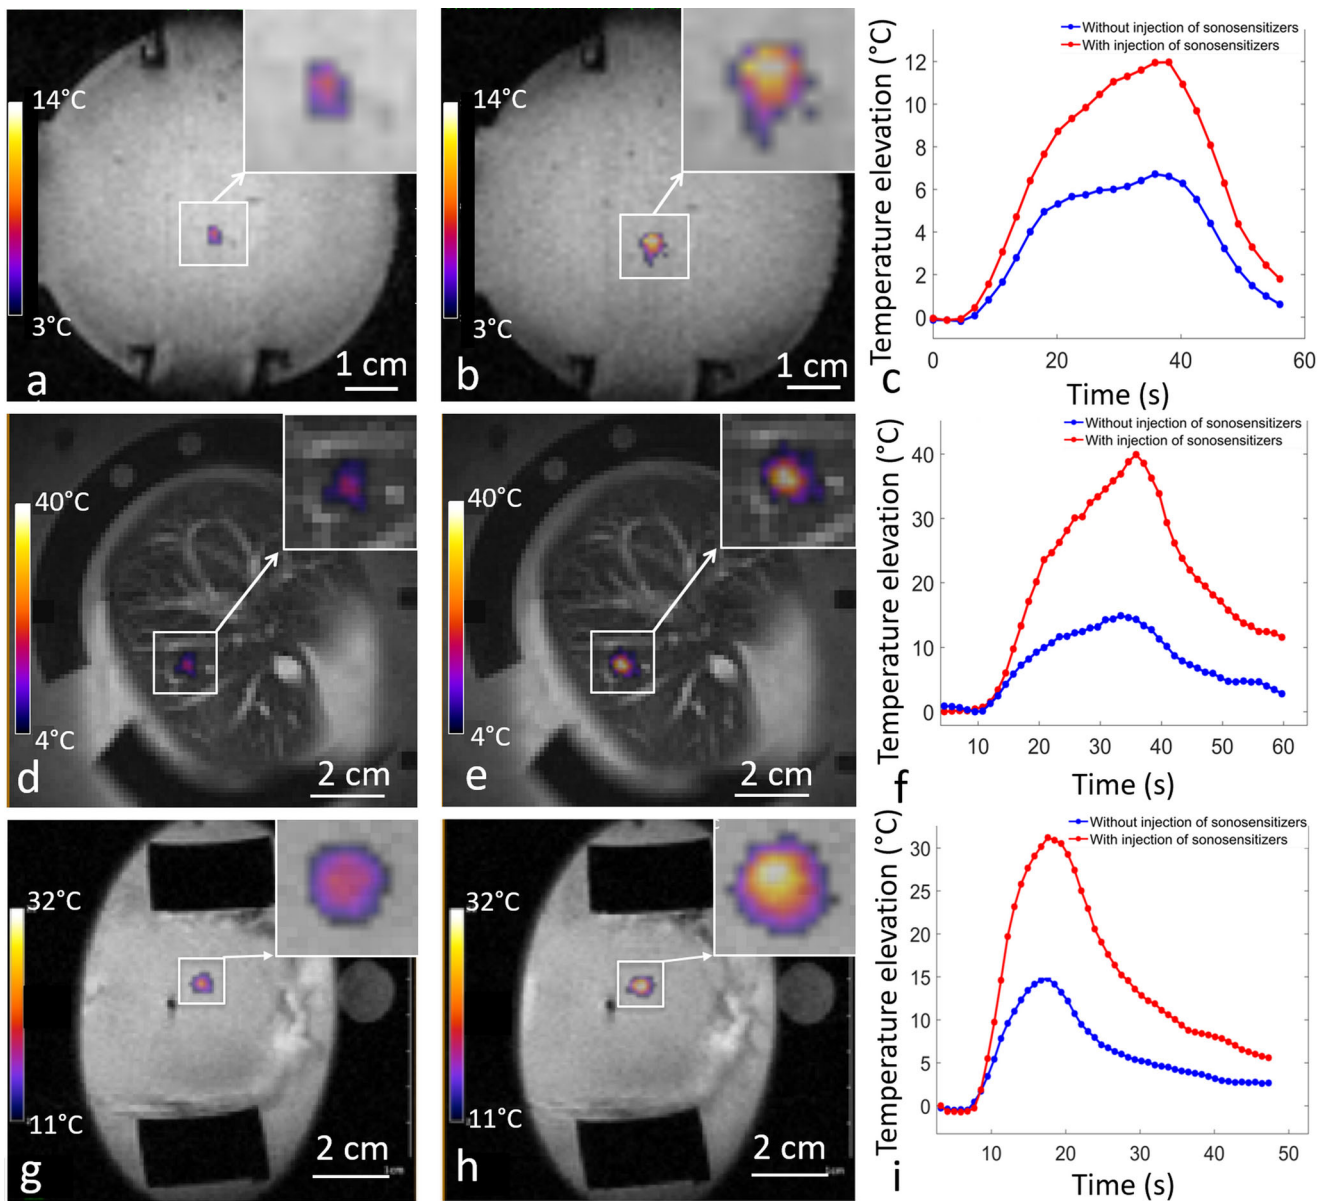 14°C
3°C
1 cm
a
14°C
3°C
1 cm
b
Without injection of sonosensitizers
With injection of sonosensitizers
Temperature elevation (°C)
12
10
8
6
4
2
0
0 20 40 60
Time (s)
c
40°C
4°C
2 cm
d
40°C
4°C
2 cm
e
Without injection of sonosensitizers
With injection of sonosensitizers
Temperature elevation (°C)
40
30
20
10
0
10 20 30 40 50 60
Time (s)
f
32°C
11°C
2 cm
g
32°C
11°C
2 cm
h
Without injection of sonosensitizers
With injection of sonosensitizers
Temperature elevation (°C)
30
25
20
15
10
5
0
10 20 30 40 50
Time (s)
i